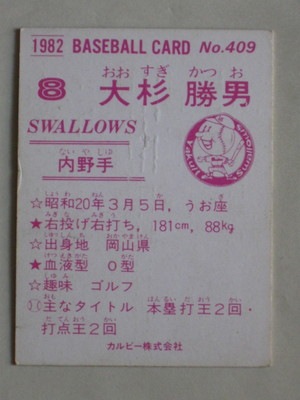 1982 BASEBALL CARD No.409
おお すぎ かつ お
8 大杉 勝男
SWALLOWS
ない や しゅ
内野手
しょうわ ねん がつ か ざ
☆昭和20年3月5日,うお座
みぎ な みぎ う
★右投げ右打ち,181cm,88kg
しゅっしん ち おか やま けん
☆出身地 岡山県
けつ えき がた がた
★血液型 O型
しゅ み
☆趣味 ゴルフ
おも ほん るい だ おう かい
主なタイトル 本塁打王2回・
だ てん おう かい
打点王2回
カルビー株式会社